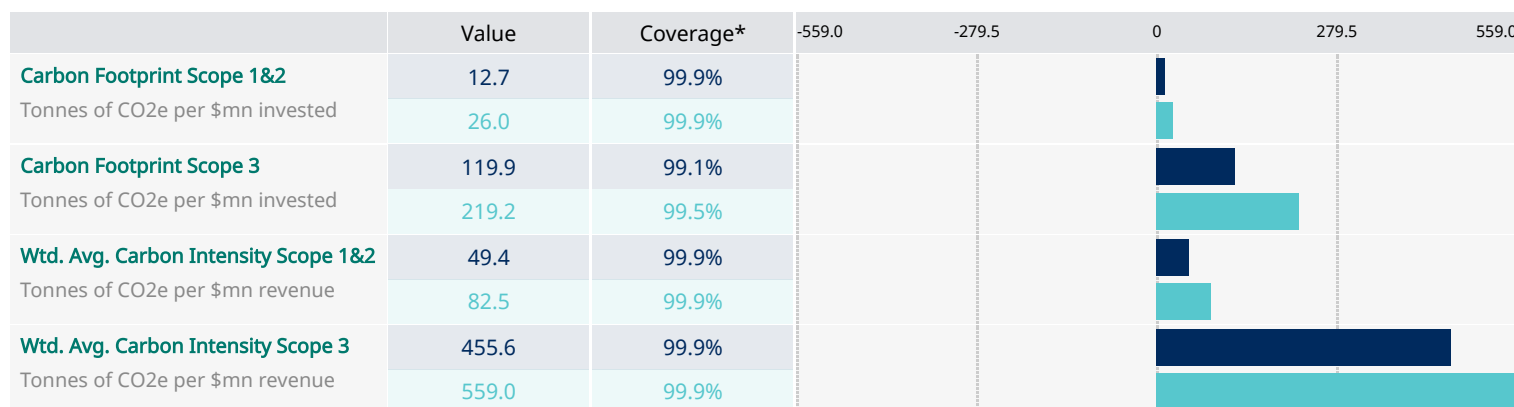 Value Coverage* -559.0 -279.5 0 279.5 559.0
Carbon Footprint Scope 1&2 12.7 99.9%
Tonnes of CO2e per $mn invested 26.0 99.9%
Carbon Footprint Scope 3 119.9 99.1%
Tonnes of CO2e per $mn invested 219.2 99.5%
Wtd. Avg. Carbon Intensity Scope 1&2 49.4 99.9%
Tonnes of CO2e per $mn revenue 82.5 99.9%
Wtd. Avg. Carbon Intensity Scope 3 455.6 99.9%
Tonnes of CO2e per $mn revenue 559.0 99.9%